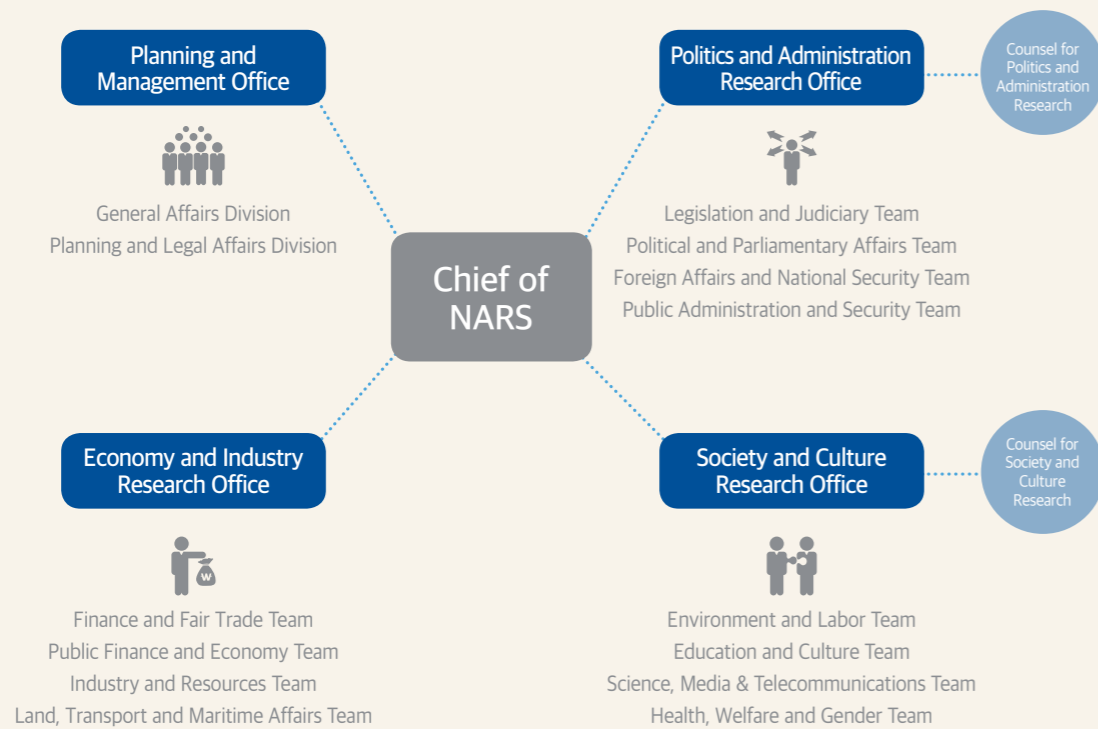 Planning and
Management Office
General Affairs Division
Planning and Legal Affairs Division
Politics and Administration
Research Office
Counsel for
Politics and
Administration
Research
Legislation and Judiciary Team
Political and Parliamentary Affairs Team
Foreign Affairs and National Security Team
Public Administration and Security Team
Chief of
NARS
Economy and Industry
Research Office
W
Finance and Fair Trade Team
Public Finance and Economy Team
Industry and Resources Team
Land, Transport and Maritime Affairs Team
Society and Culture
Research Office
Counsel for
Society and
Culture
Research
Environment and Labor Team
Education and Culture Team
Science, Media & Telecommunications Team
Health, Welfare and Gender Team